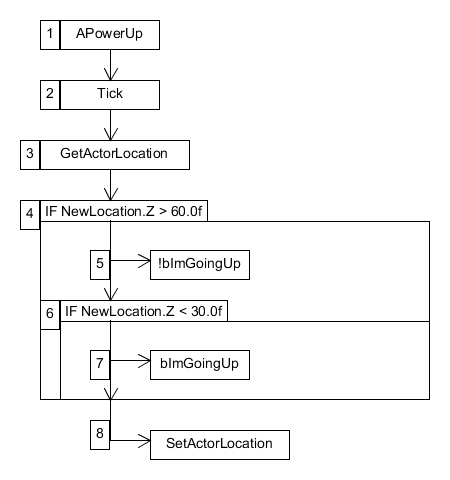 1 APowerUp
2 Tick
3 GetActorLocation
4 IF NewLocation.Z > 60.0f
5 !bImGoingUp
6 IF NewLocation.Z < 30.0f
7 bImGoingUp
8 SetActorLocation